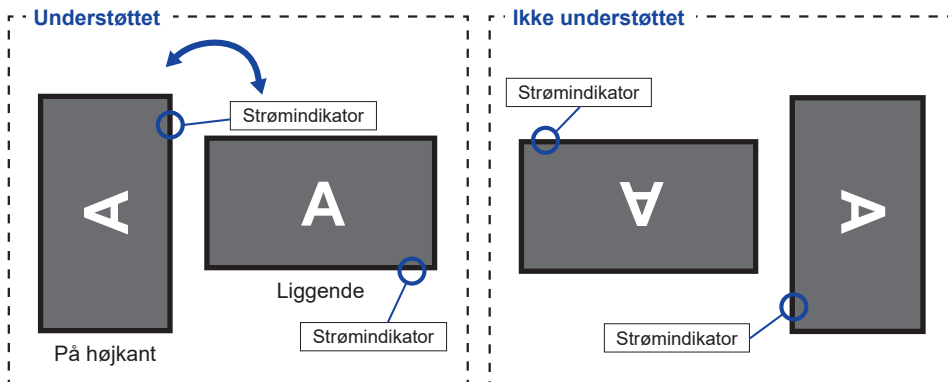 Understøttet
Strømindikator
A
A
Liggende
Strømindikator
På højkant
Ikke understøttet
Strømindikator
A
A
Strømindikator